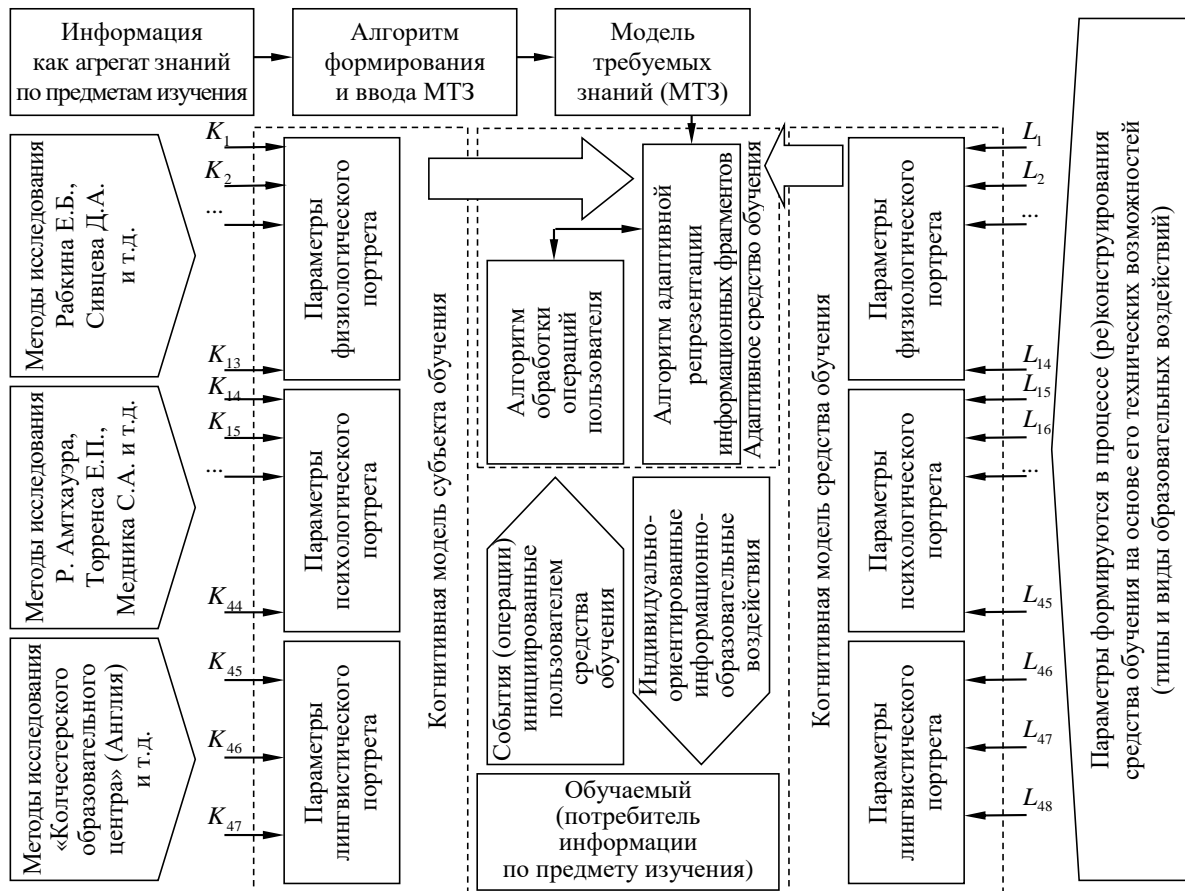 Информация
как агрегат знаний
по предметам изучения
Алгоритм
формирования
и ввода МТЗ
Модель
требуемых
знаний (МТЗ)
Методы исследования
Рабкина Е.Б.,
Сивцева Д.А.
и т.д.
K1
K2
...
K13
Параметры
физиологического
портрета
Методы исследования
Р. Амтхауэра,
Торренса Е.П.,
Медника С.А. и т.д.
K14
K15
...
K44
Параметры
психологического
портрета
Методы исследования
«Колчестерского
образовательного
центра» (Англия)
и т.д.
K45
K46
K47
Параметры
лингвистического
портрета
Когнитивная модель субъекта обучения
Алгоритм
обработки
операций
пользователя
Алгоритм адаптивной
репрезентации
информационных фрагментов
Адаптивное средство обучения
События (операции)
инициированные
пользователем
средства
обучения
Индивидуально-
ориентированные
информационно-
образовательные
воздействия
Обучаемый
(потребитель
информации
по предмету изучения)
Когнитивная модель средства обучения
Параметры
физиологического
портрета
L1
L2
...
L14
Параметры
психологического
портрета
L15
L16
...
L45
Параметры
лингвистического
портрета
L46
L47
L48
Параметры формируются в процессе (ре)конструирования
средства обучения на основе его технических возможностей
(типы и виды образовательных воздействий)